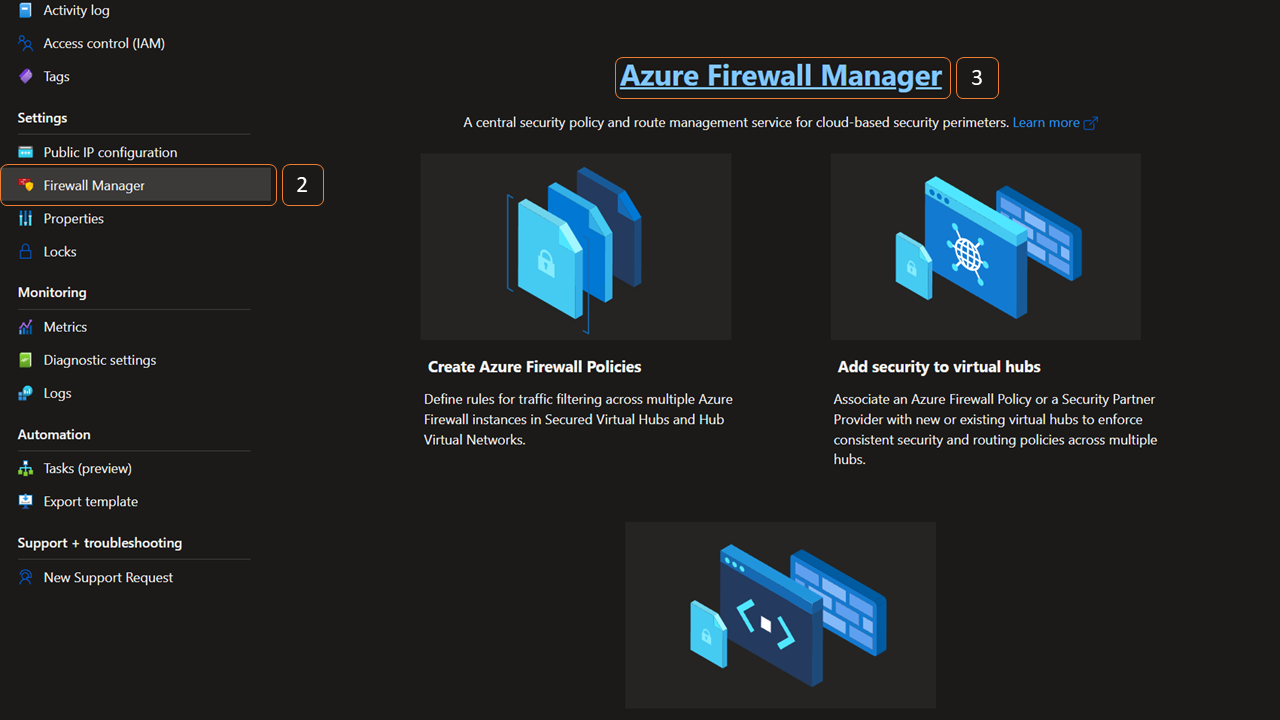 Activity log
Access control (IAM)
Tags
Settings
Public IP configuration
Firewall Manager
2
Properties
Locks
Monitoring
Metrics
Diagnostic settings
Logs
Automation
Tasks (preview)
Export template
Support + troubleshooting
New Support Request
Azure Firewall Manager
3
A central security policy and route management service for cloud-based security perimeters. Learn more
Create Azure Firewall Policies
Define rules for traffic filtering across multiple Azure
Firewall instances in Secured Virtual Hubs and Hub
Virtual Networks.
Add security to virtual hubs
Associate an Azure Firewall Policy or a Security Partner
Provider with new or existing virtual hubs to enforce
consistent security and routing policies across multiple
hubs.